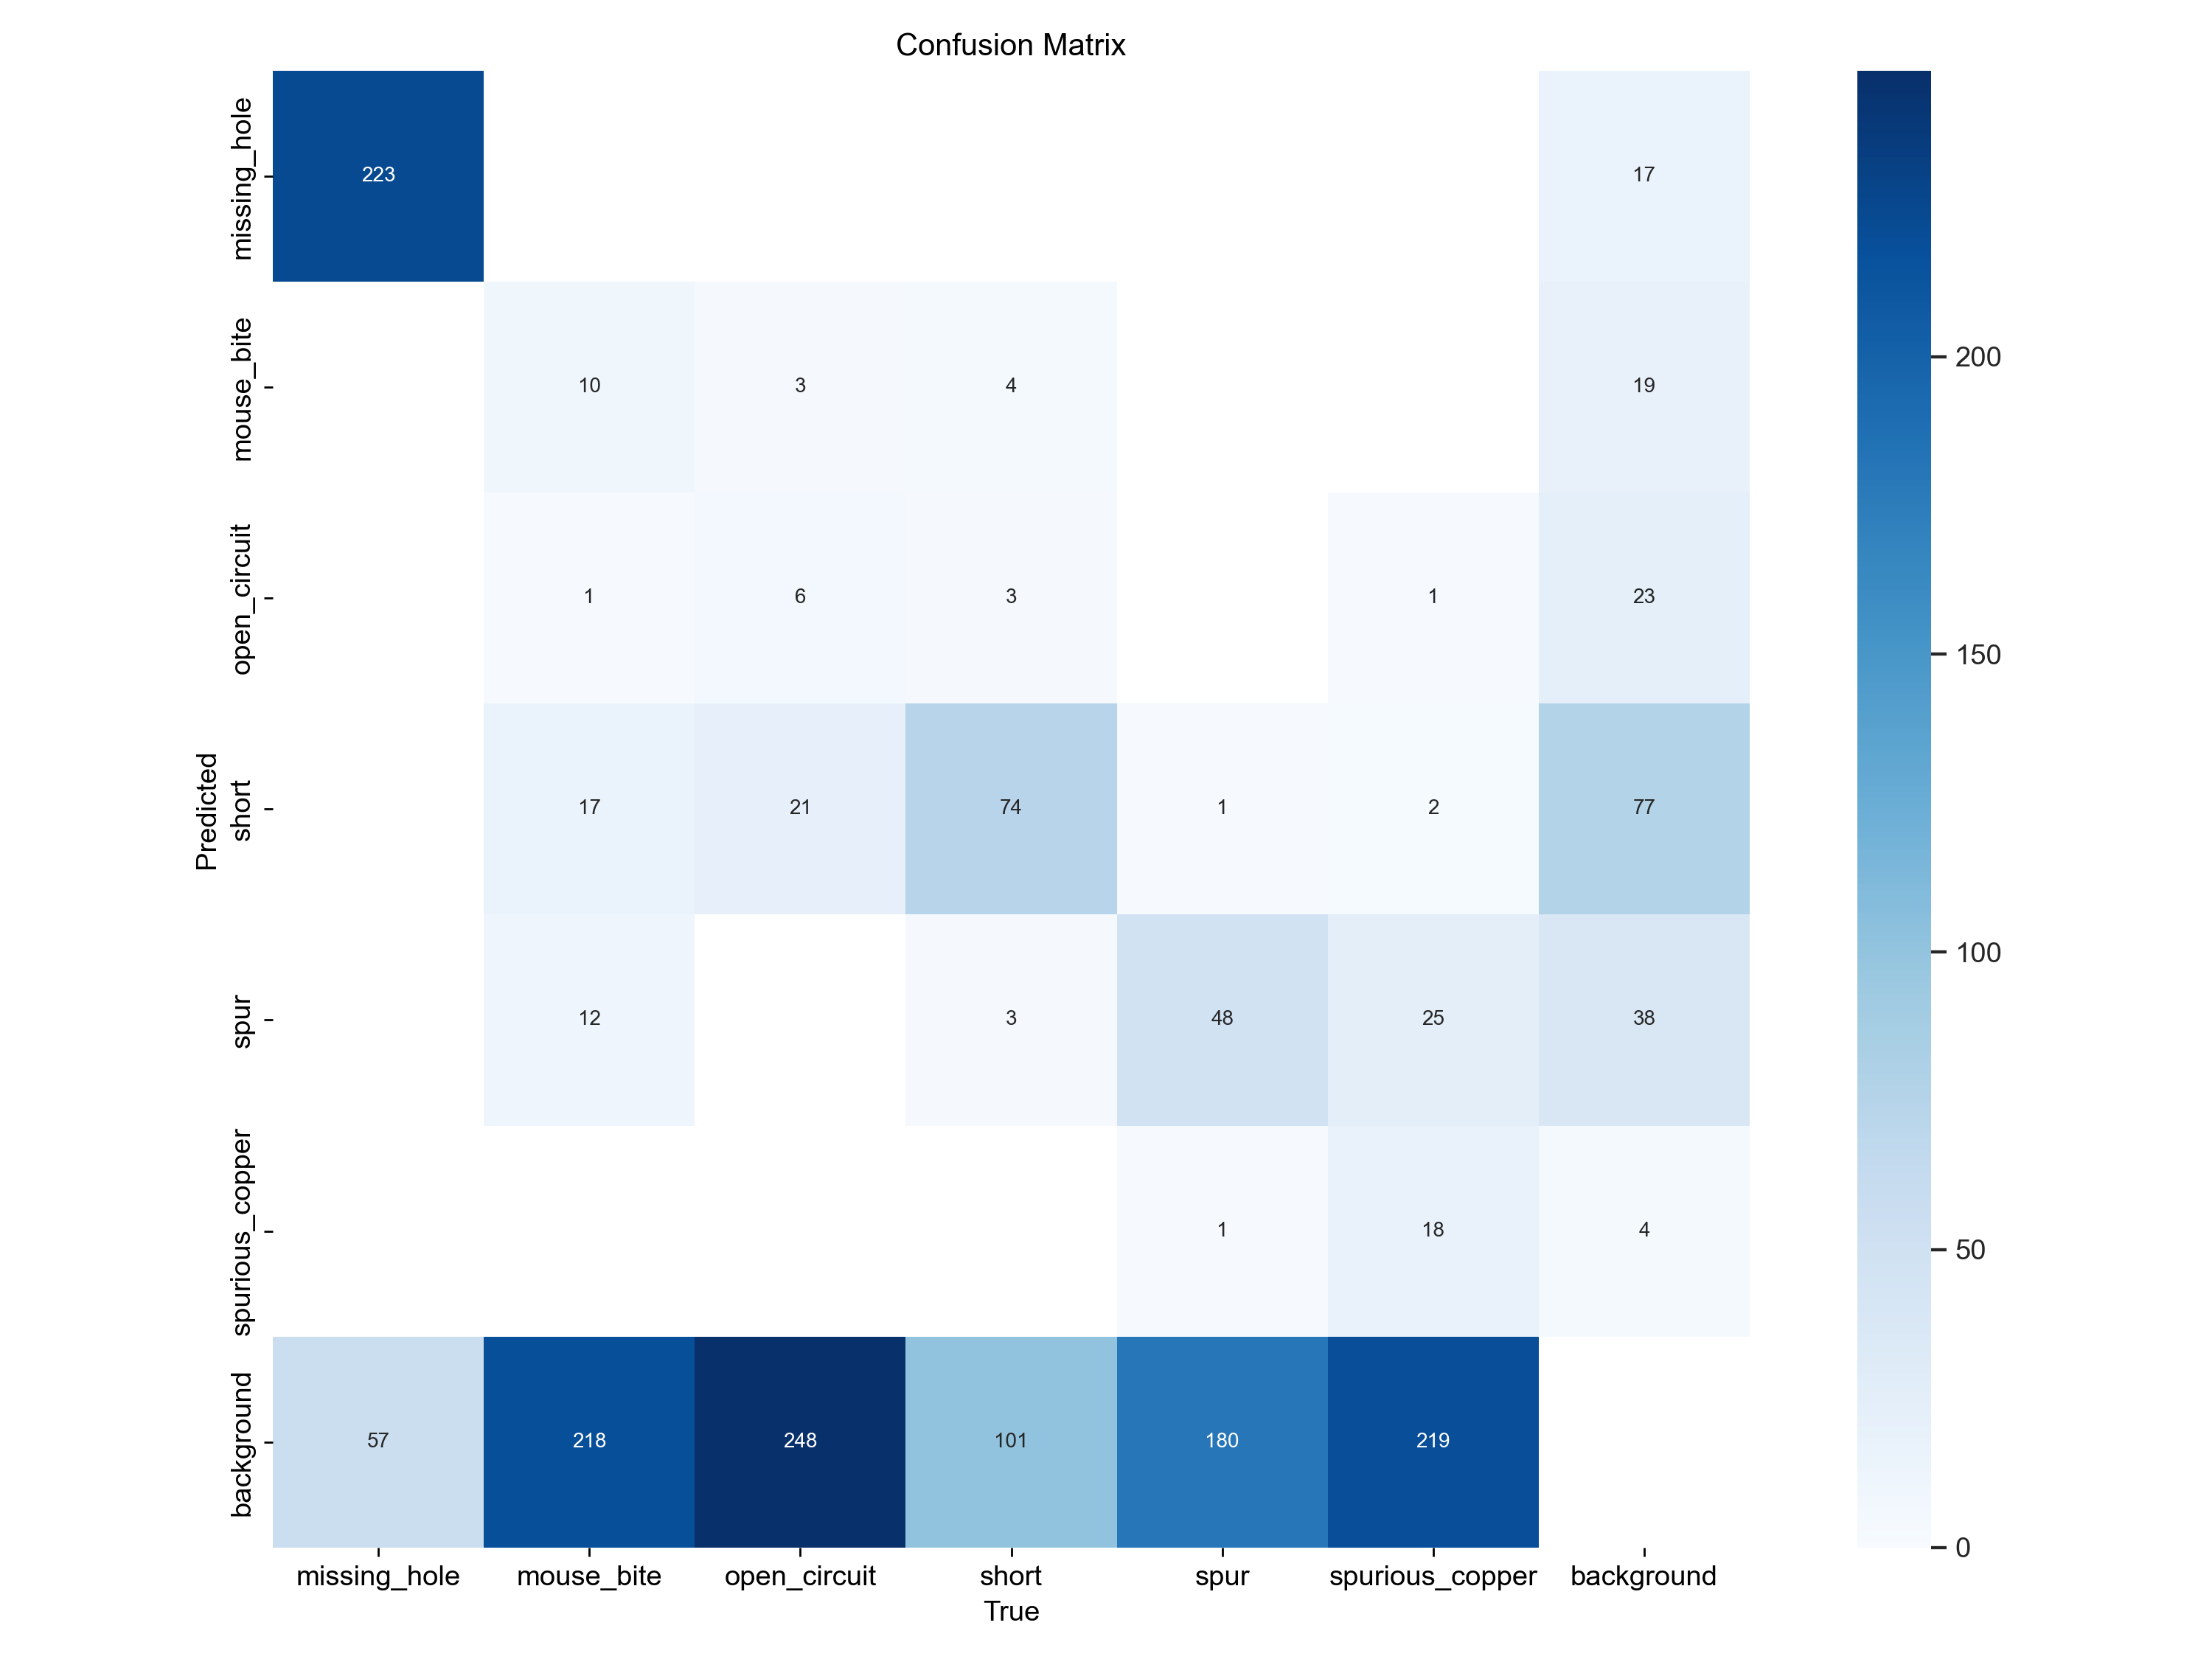 Confusion Matrix
Predicted
missing_hole
223
17
mouse_bite
10 3 4 19
open_circuit
1 6 3 1 23
short
17 21 74 1 2 77
spur
12 3 48 25 38
spurious_copper
1 18 4
background
57 218 248 101 180 219
missing_hole mouse_bite open_circuit short spur spurious_copper background
True
200
150
100
50
0